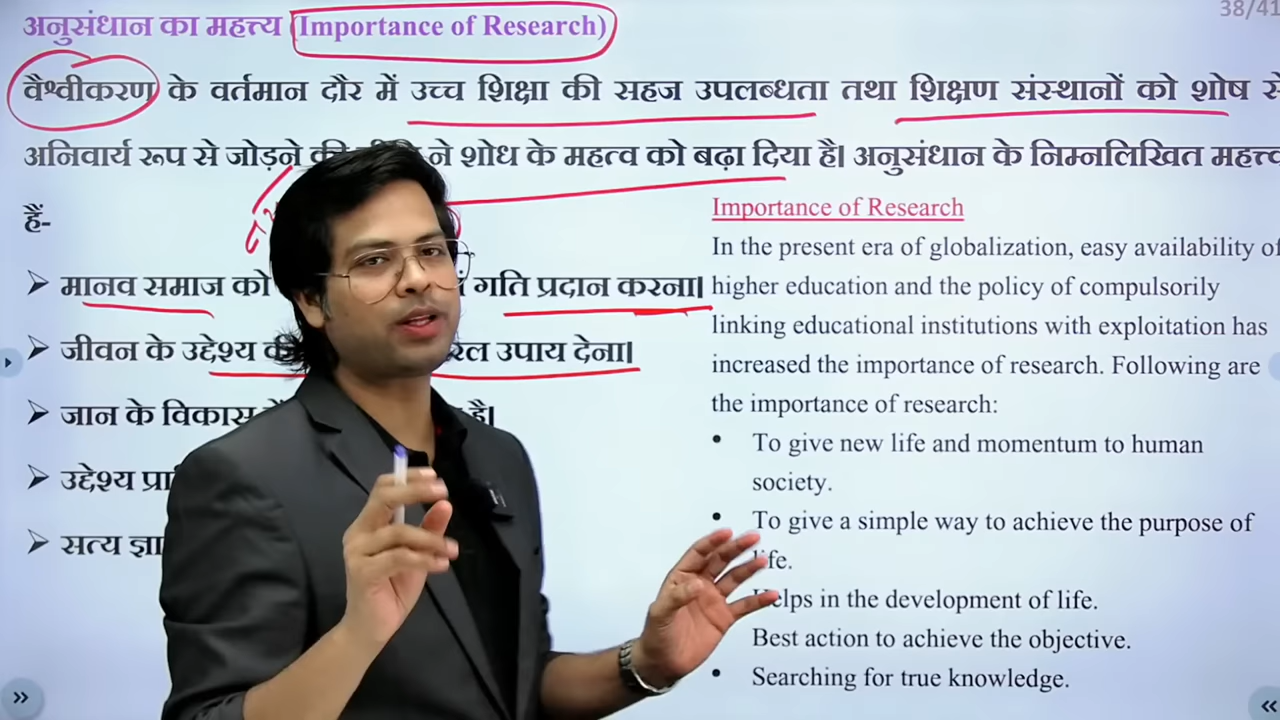 अनुसंधान का महत्त्य (Importance of Research)
38/41
वैश्वीकरण के वर्तमान दौर में उच्च शिक्षा की सहज उपलब्धता तथा शिक्षण संस्थानों को शोष से
अनिवार्य रूप से जोड़ने की ने शोध के महत्व को बढ़ा दिया है। अनुसंधान के निम्नलिखित महत्त्व
हैं-
➢ मानव समाज को गति प्रदान करना।
➢ जीवन के उद्देश्य उपाय देना।
➢ जान के विकास है।
➢ उद्देश्य
➢ सत्य
Importance of Research
In the present era of globalization, easy availability of
higher education and the policy of compulsorily
linking educational institutions with exploitation has
increased the importance of research. Following are
the importance of research:
• To give new life and momentum to human
society.
• To give a simple way to achieve the purpose of
life.
Helps in the development of life.
Best action to achieve the objective.
• Searching for true knowledge.